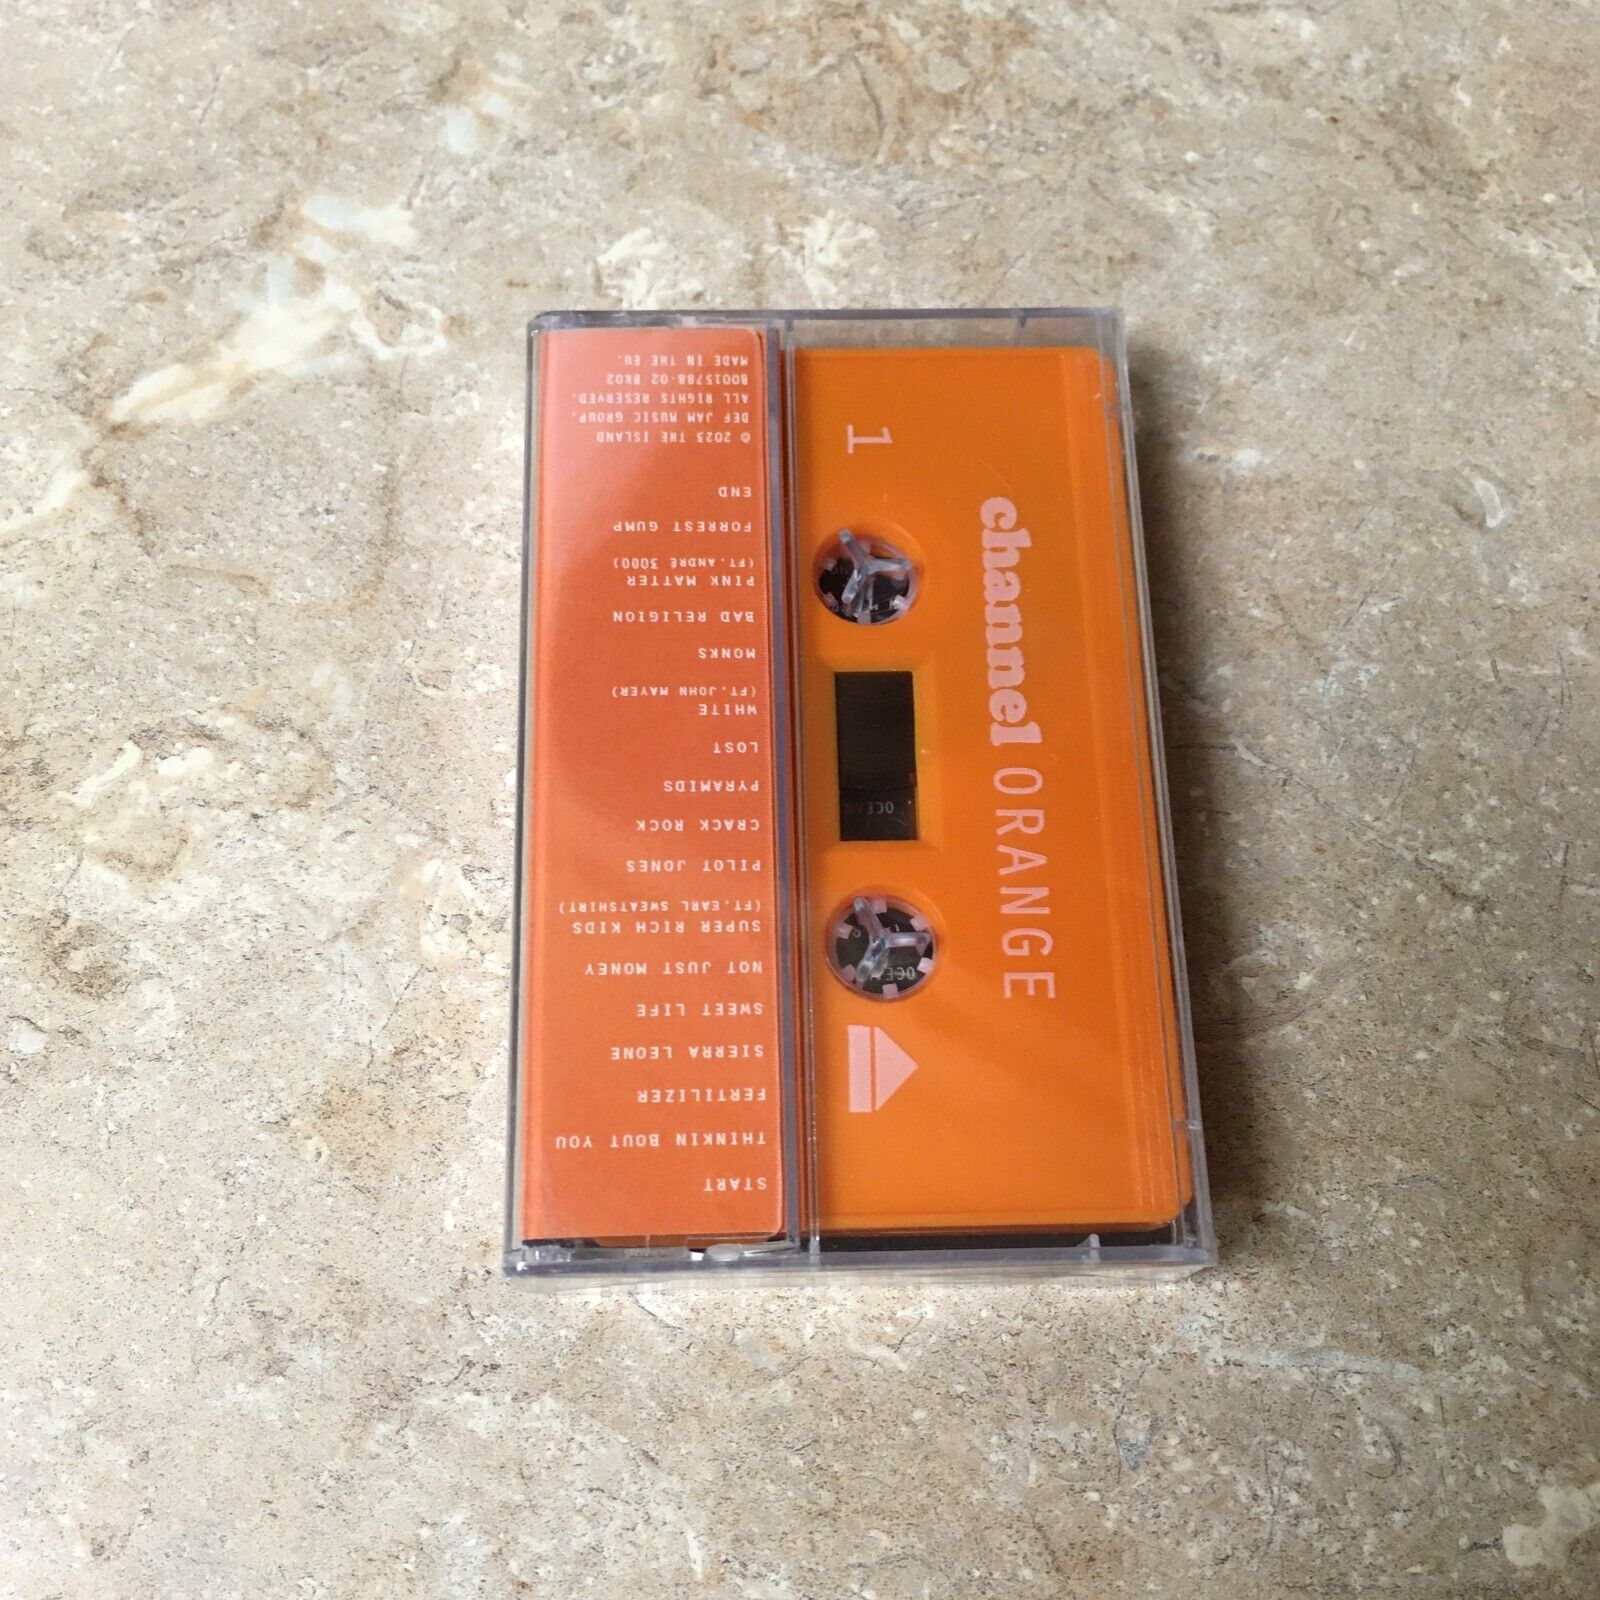 START
THINKIN BOUT YOU
FERTILIZER
SIERRA LEONE
SWEET LIFE
NOT JUST MONEY
SUPER RICH KIDS
(FT. EARL SWEATSHIRT)
PILOT JONES
CRACK ROCK
PYRAMIDS
LOST
WHITE
(FT. JOHN MAYER)
MONKS
BAD RELIGION
PINK MATTER
(FT. ANDRÉ 3000)
FORREST GUMP
END
© 2023 THE ISLAND
DEF JAM MUSIC GROUP.
ALL RIGHTS RESERVED.
B0015788-02 BK02
MADE IN THE EU.
1
channel ORANGE
OCEAN